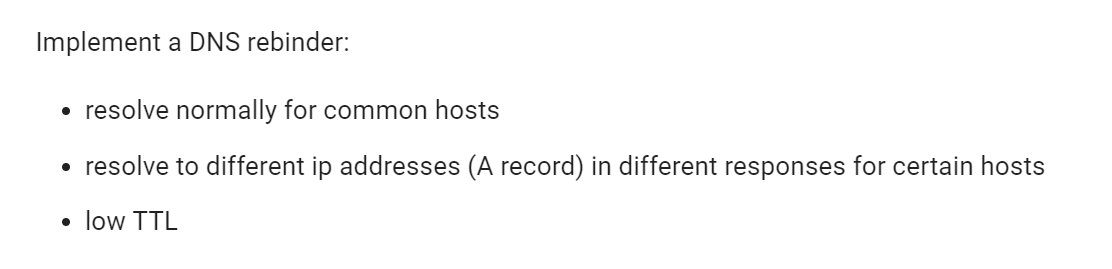 Implement a DNS rebinder:
• resolve normally for common hosts
• resolve to different ip addresses (A record) in different responses for certain hosts
• low TTL